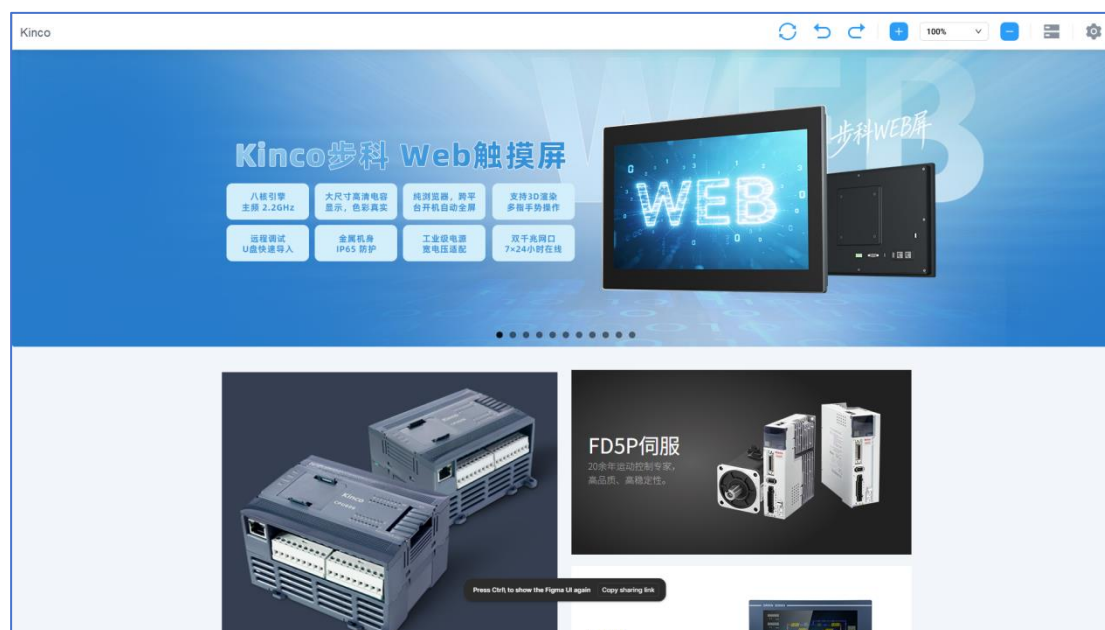 Kinco
100%
WEB
Kinco步科 Web触摸屏
八核引擎
主频 2.2GHz
大尺寸高清电容
显示，色彩真实
纯浏览器，跨平
台开机自动全屏
支持3D渲染
多指手势操作
远程调试
U盘快速导入
金属机身
IP65 防护
工业级电源
宽电压适配
双千兆网口
7×24小时在线
WEB
步科WEB屏
Kinco
FD5P伺服
20余年运动控制专家，
高品质、高稳定性。
Press Ctrl\ to show the Figma UI again
Copy sharing link